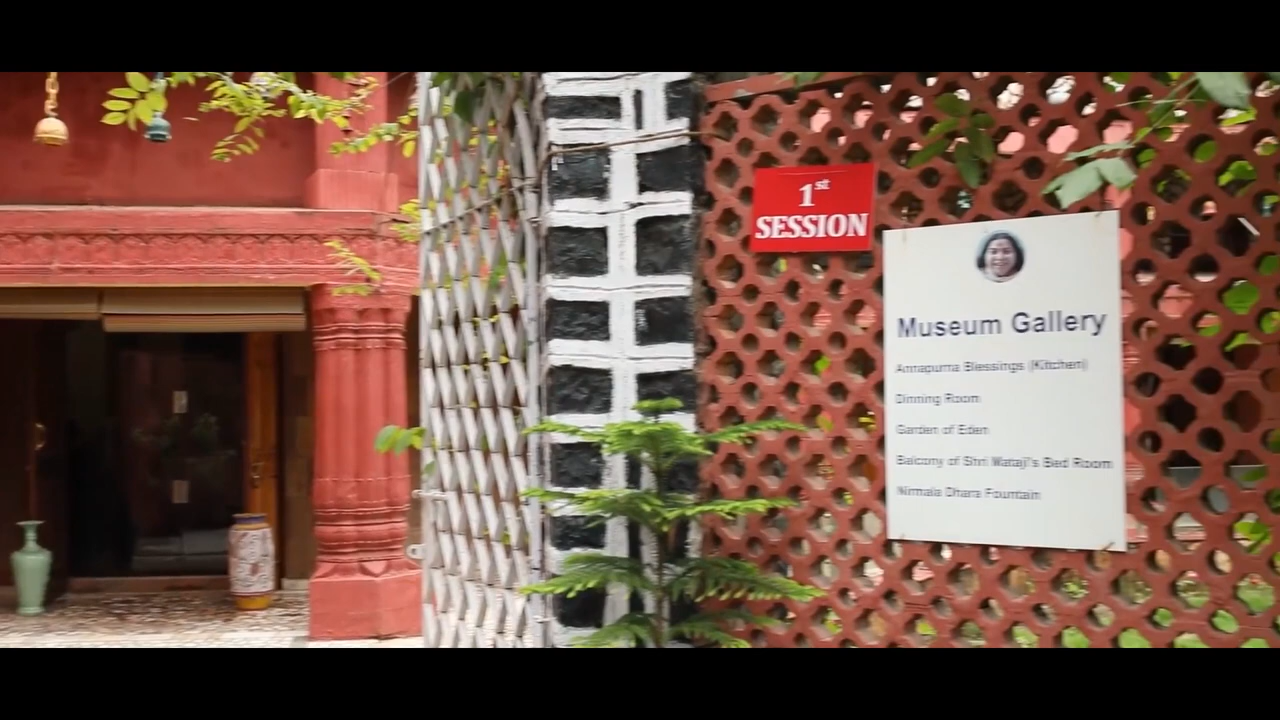 1st
SESSION
Museum Gallery
Annapurna Blessings (Kitchen)
Dinning Room
Garden of Eden
Balcony of Shri Mataji's Bed Room
Nirmala Dhara Fountain